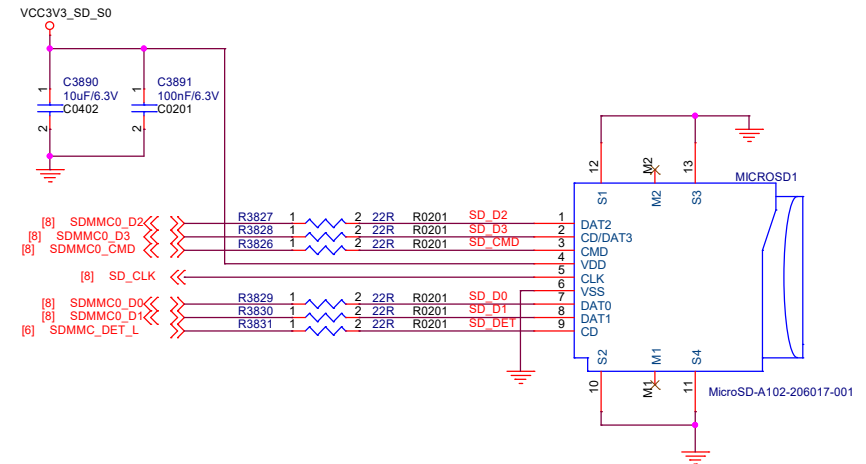 VCC3V3_SD_S0
1 C3890 1 C3891
10uF/6.3V 100nF/6.3V
C0402 C0201
2 2
12 M2 13
MICROSD1
S1 M2 S3
[8] SDMMC0_D2 R3827 1 2 22R R0201 SD_D2 1 DAT2
[8] SDMMC0_D3 R3828 1 2 22R R0201 SD_D3 2 CD/DAT3
[8] SDMMC0_CMD R3826 1 2 22R R0201 SD_CMD 3 CMD
4 VDD
[8] SD_CLK 5 CLK
6 VSS
[8] SDMMC0_D0 R3829 1 2 22R R0201 SD_D0 7 DAT0
[8] SDMMC0_D1 R3830 1 2 22R R0201 SD_D1 8 DAT1
[6] SDMMC_DET_L R3831 1 2 22R R0201 SD_DET 9 CD
S2 M1 S4
10 M1 11
MicroSD-A102-206017-001